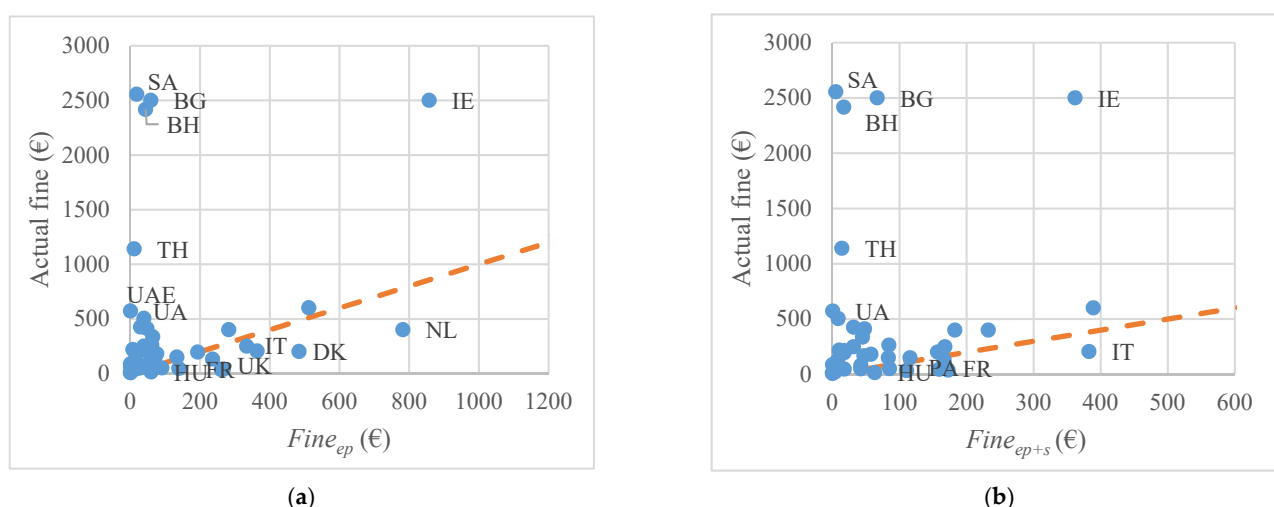 3000
2500
2000
1500
1000
500
0
Actual fine (€)
SA
BG
BH
IE
TH
UAE
UA
IT
NL
DK
UK
FR
HU
0 200 400 600 800 1000 1200
Fine_ep (€)
(a)
3000
2500
2000
1500
1000
500
0
Actual fine (€)
SA
BG
BH
IE
TH
UA
IT
HU
PA
FR
0 100 200 300 400 500 600
Fine_ep+s (€)
(b)